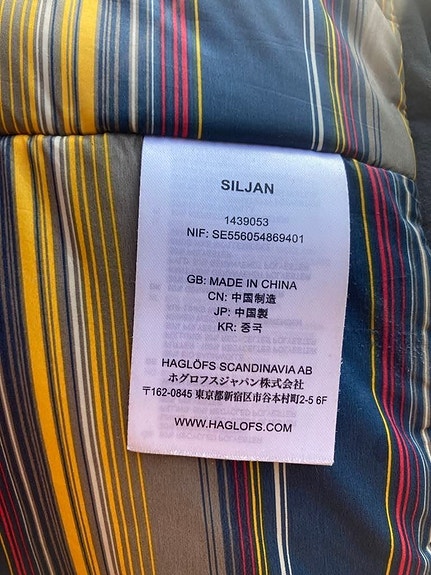 SILJAN
1439053
NIF: SE556054869401
GB: MADE IN CHINA
CN: 中国制造
JP: 中国製
KR: 중국
HAGLÖFS SCANDINAVIA AB
ホグロフスジャパン株式会社
〒162-0845 東京都新宿区市谷本村町2-5 6F
WWW.HAGLOFS.COM